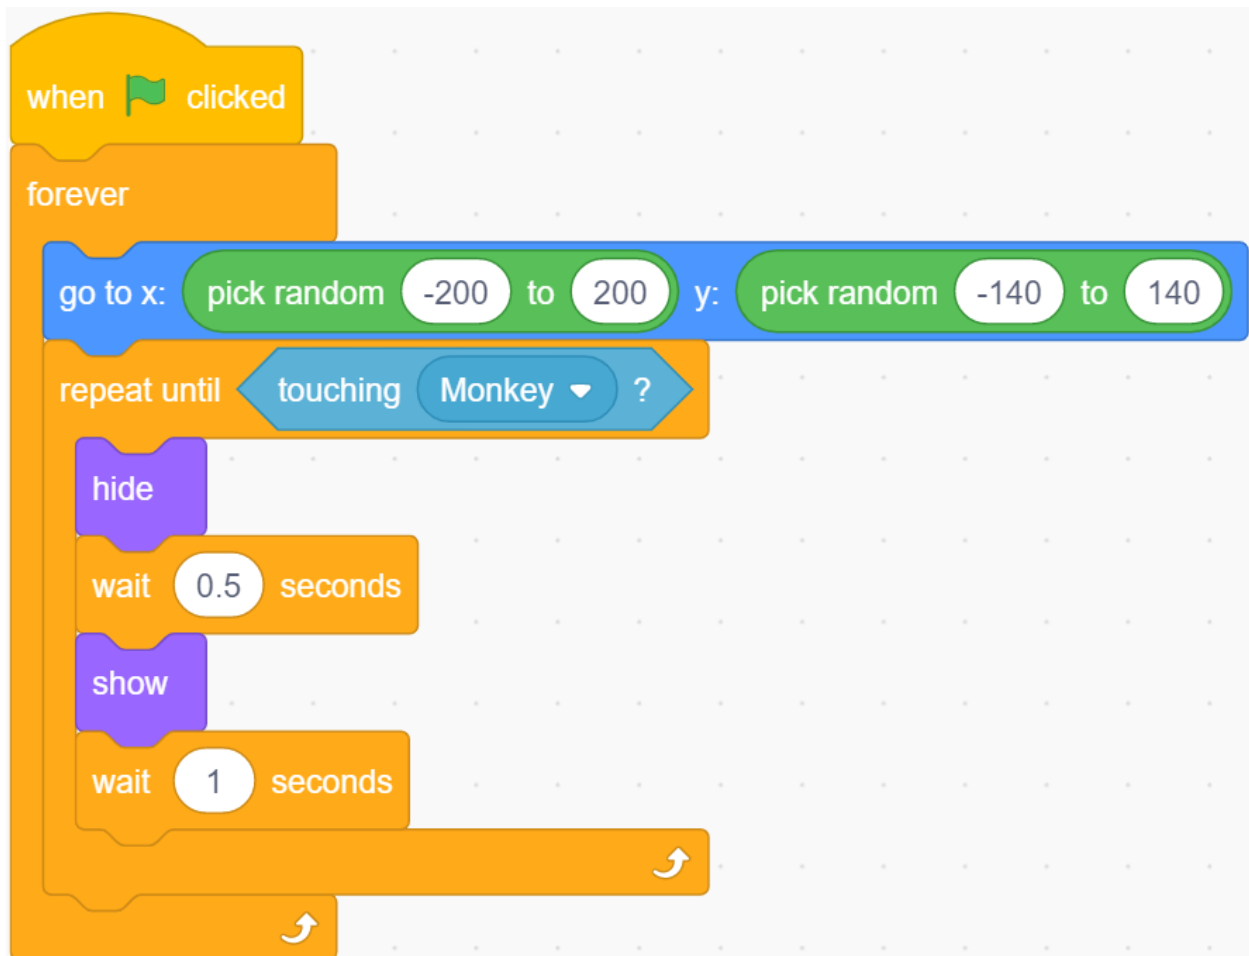 when clicked
forever
go to x: pick random -200 to 200 y: pick random -140 to 140
repeat until touching Monkey ?
hide
wait 0.5 seconds
show
wait 1 seconds